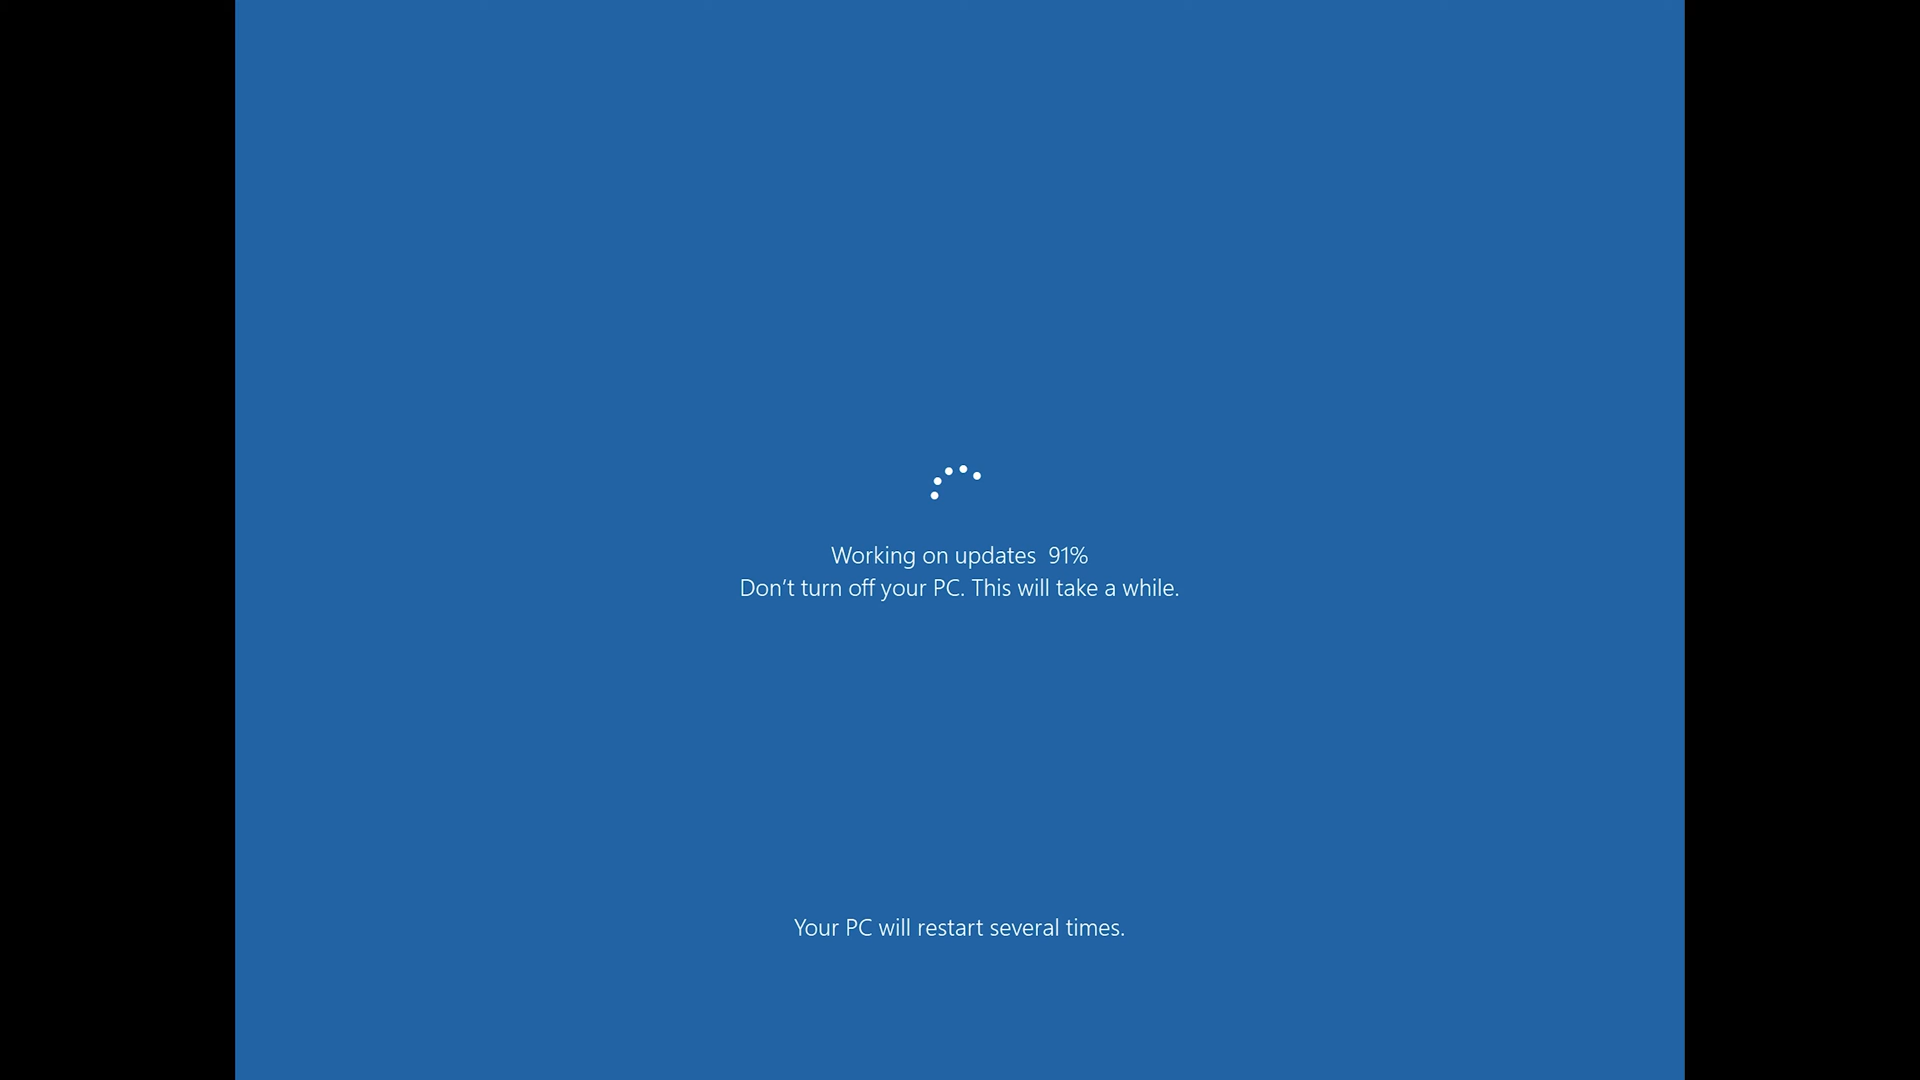 Working on updates  91%
Don’t turn off your PC. This will take a while.
Your PC will restart several times.